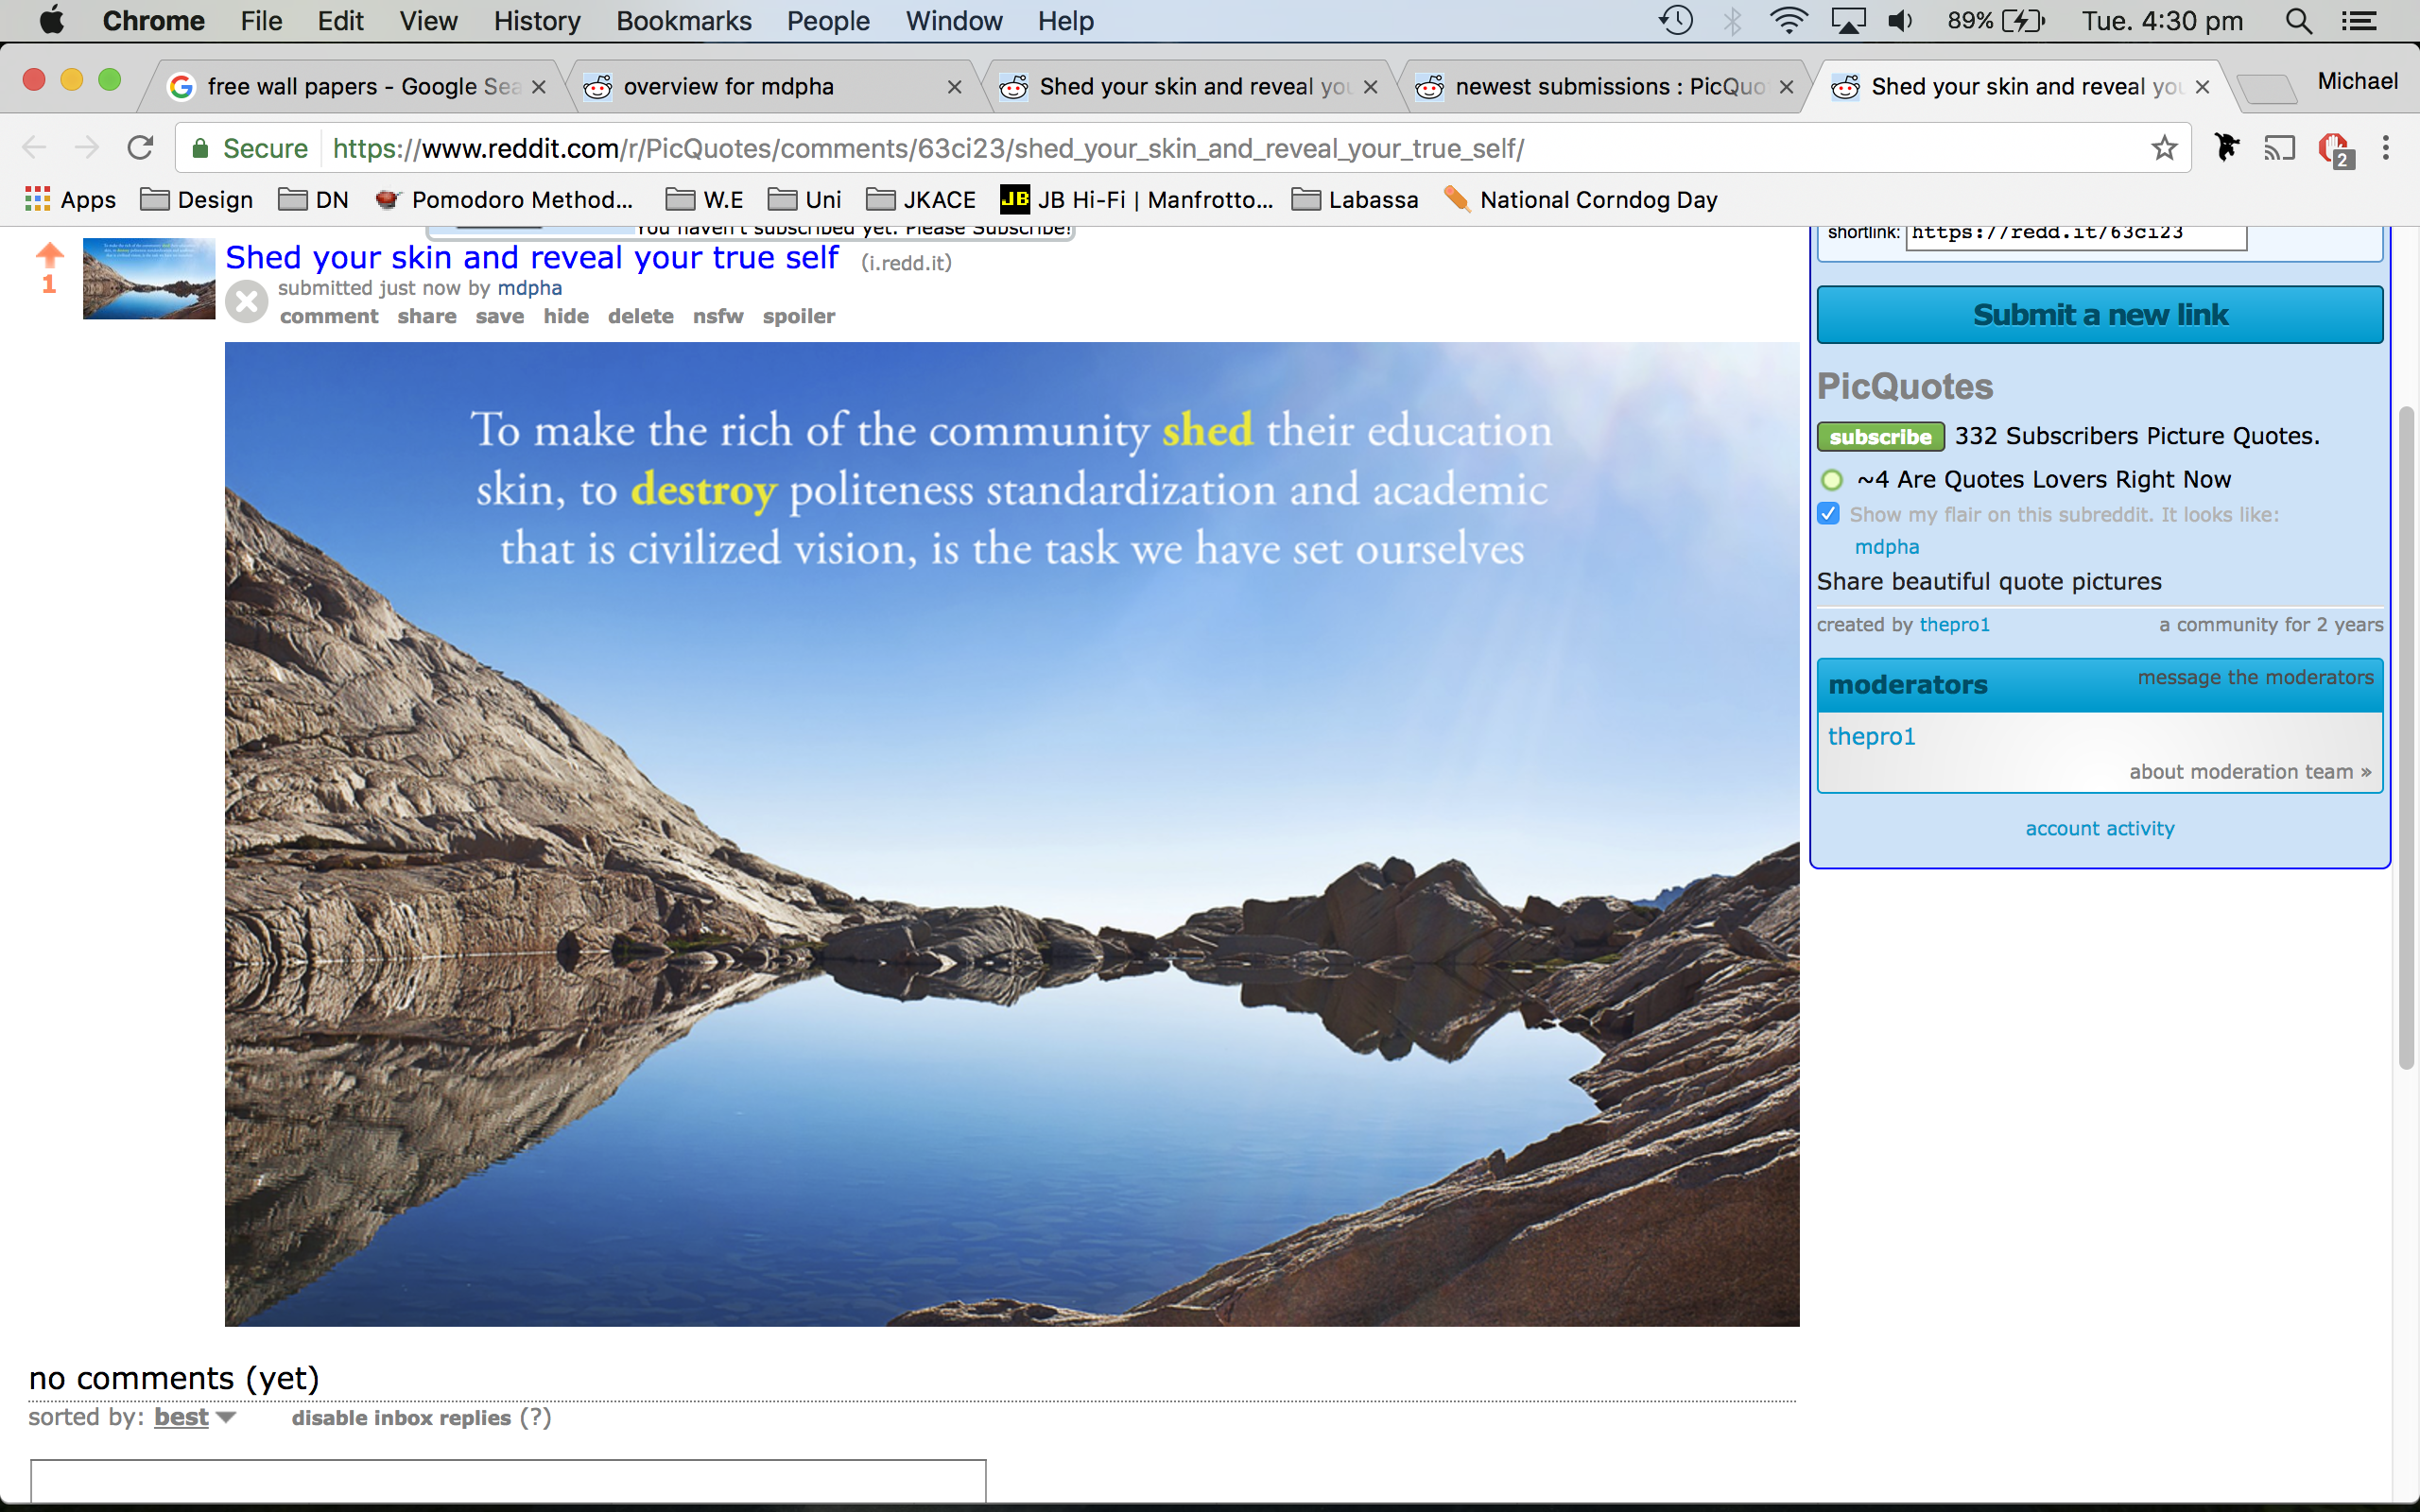 Chrome File Edit View History Bookmarks People Window Help 89% Tue. 4:30 pm
free wall papers - Google Sea overview for mdpha Shed your skin and reveal you newest submissions : PicQuo Shed your skin and reveal you Michael
Secure https://www.reddit.com/r/PicQuotes/comments/63ci23/shed_your_skin_and_reveal_your_true_self/ 2
Apps Design DN Pomodoro Method... W.E Uni JKACE JB JB Hi-Fi | Manfrotto... Labassa National Corndog Day
You haven't subscribed yet. Please Subscribe!
1
Shed your skin and reveal your true self (i.redd.it)
submitted just now by mdpha
comment share save hide delete nsfw spoiler
To make the rich of the community shed their education
skin, to destroy politeness standardization and academic
that is civilized vision, is the task we have set ourselves
no comments (yet)
sorted by: best disable inbox replies (?)
shortlink: https://redd.it/63ci23
Submit a new link
PicQuotes
subscribe 332 Subscribers Picture Quotes.
~4 Are Quotes Lovers Right Now
Show my flair on this subreddit. It looks like:
mdpha
Share beautiful quote pictures
created by thepro1 a community for 2 years
moderators message the moderators
thepro1
about moderation team »
account activity